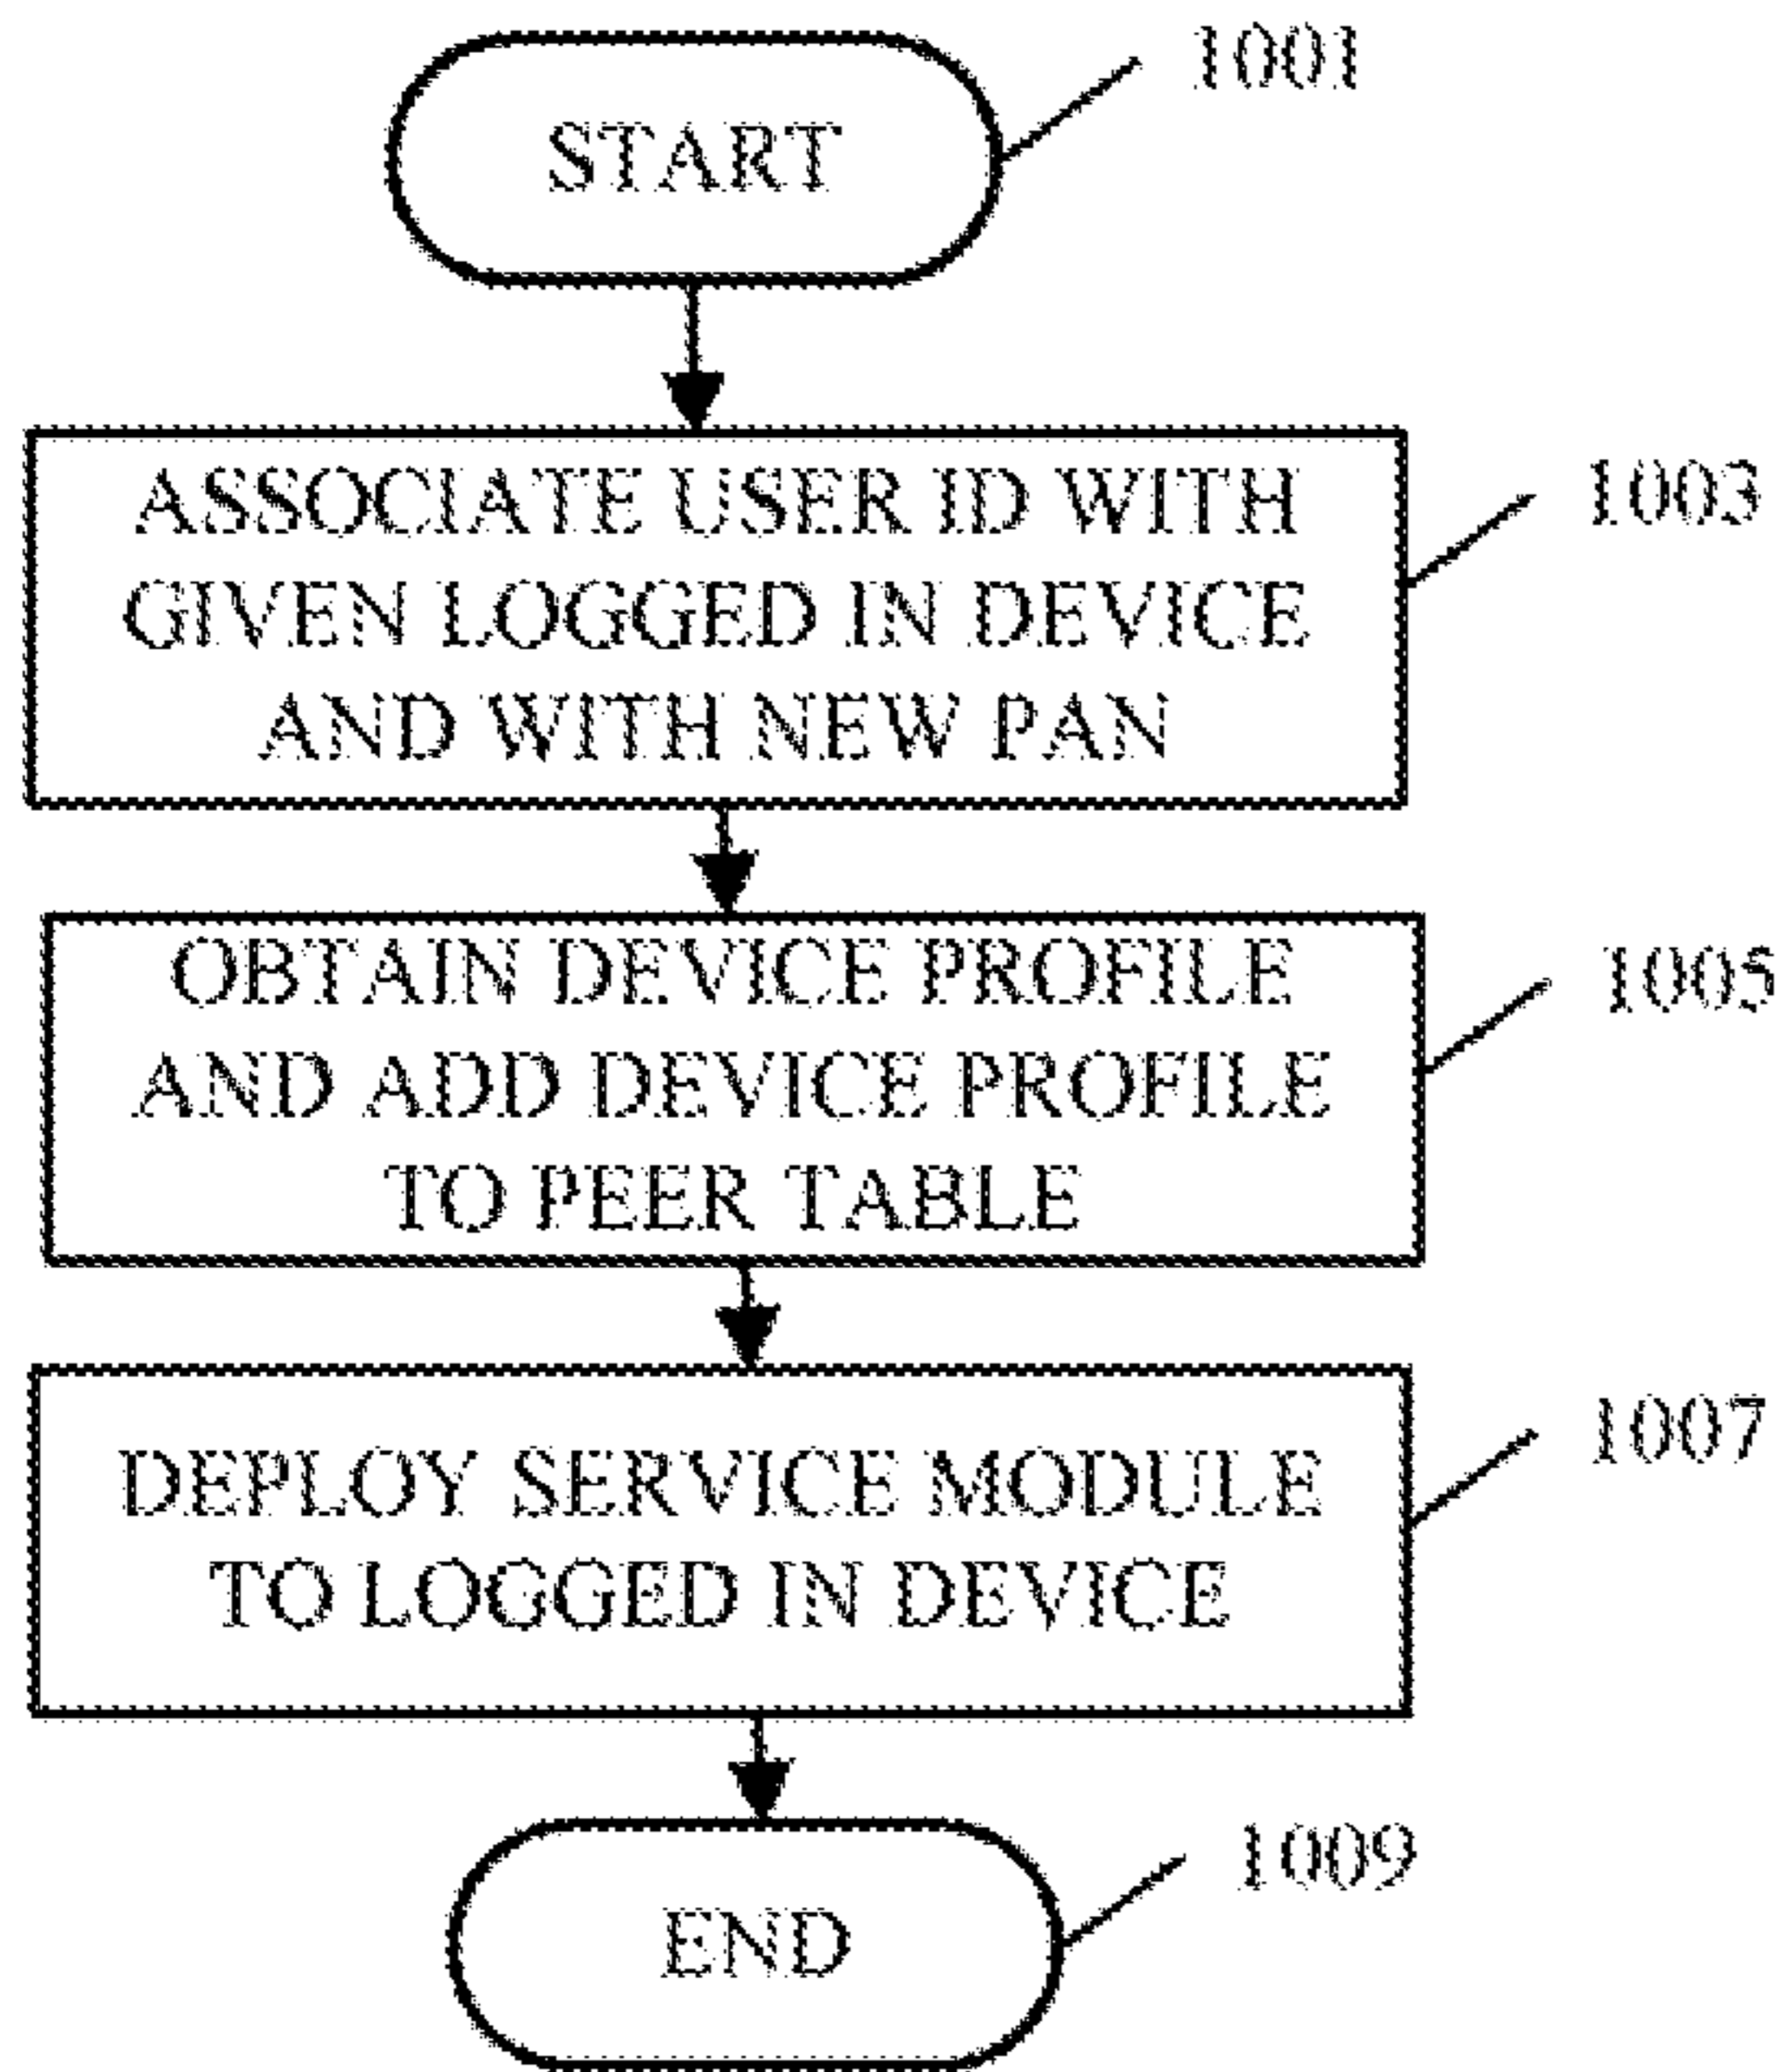 1001
START
1003
ASSOCIATE USER ID WITH
GIVEN LOGGED IN DEVICE
AND WITH NEW PAN
1005
OBTAIN DEVICE PROFILE
AND ADD DEVICE PROFILE
TO PEER TABLE
1007
DEPLOY SERVICE MODULE
TO LOGGED IN DEVICE
1009
END